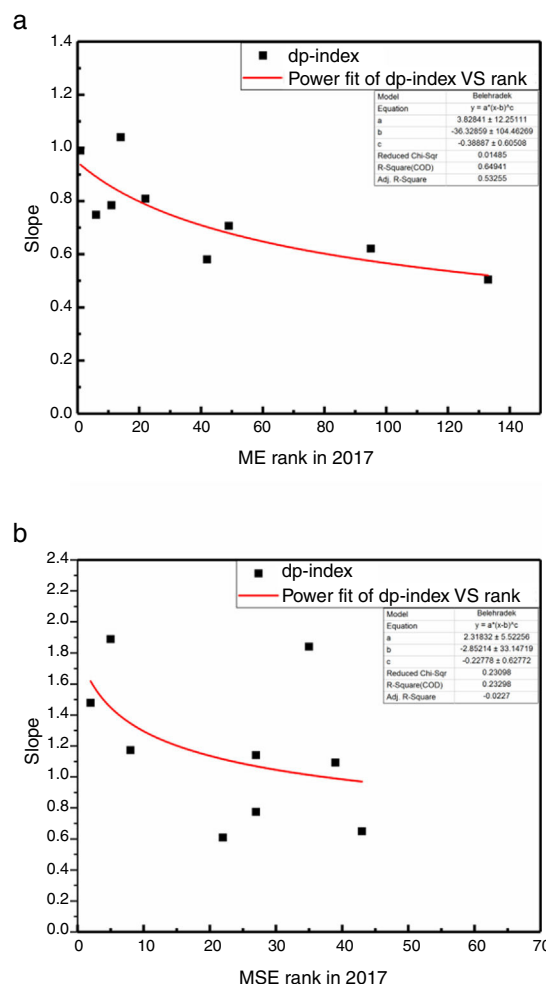 a
1.4
1.2
1.0
0.8
0.6
0.4
0.2
0.0
Slope
dp-index
Power fit of dp-index VS rank
Model Belehradek
Equation y = a*(x-b)^c
a 3.82841 ± 12.25111
b -36.32859 ± 104.46269
c -0.38887 ± 0.60508
Reduced Chi-Sqr 0.01485
R-Square(COD) 0.64941
Adj. R-Square 0.53255
0 20 40 60 80 100 120 140
ME rank in 2017
b
2.4
2.2
2.0
1.8
1.6
1.4
1.2
1.0
0.8
0.6
0.4
0.2
0.0
Slope
dp-index
Power fit of dp-index VS rank
Model Belehradek
Equation y = a*(x-b)^c
a 2.31832 ± 5.52256
b -2.85214 ± 33.14719
c -0.22778 ± 0.62772
Reduced Chi-Sqr 0.23098
R-Square(COD) 0.23298
Adj. R-Square -0.0227
0 10 20 30 40 50 60 70
MSE rank in 2017